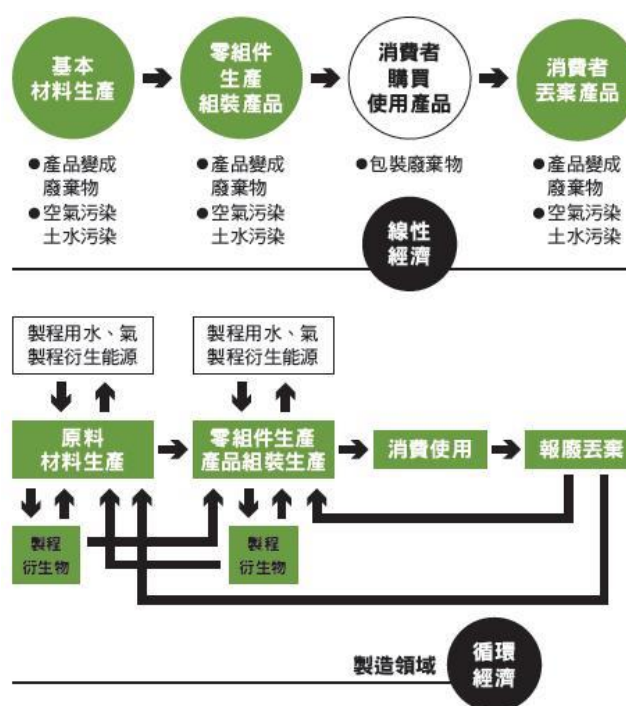 基本
材料生產
零組件
生產
組裝產品
消費者
購買
使用產品
消費者
丟棄產品
●產品變成
廢棄物
●空氣污染
土水污染
●產品變成
廢棄物
●空氣污染
土水污染
●包裝廢棄物
●產品變成
廢棄物
●空氣污染
土水污染
線性
經濟
製程用水、氣
製程衍生能源
製程用水、氣
製程衍生能源
原料
材料生產
零組件生產
產品組裝生產
消費使用
報廢丟棄
製程
衍生物
製程
衍生物
製造領域
循環
經濟